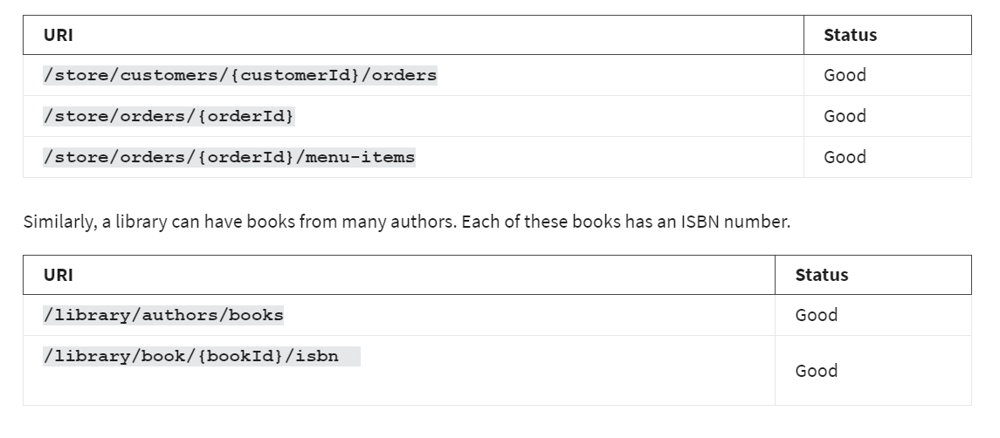 URI Status
/store/customers/{customerId}/orders Good
/store/orders/{orderId} Good
/store/orders/{orderId}/menu-items Good
Similarly, a library can have books from many authors. Each of these books has an ISBN number.
URI Status
/library/authors/books Good
/library/book/{bookId}/isbn Good